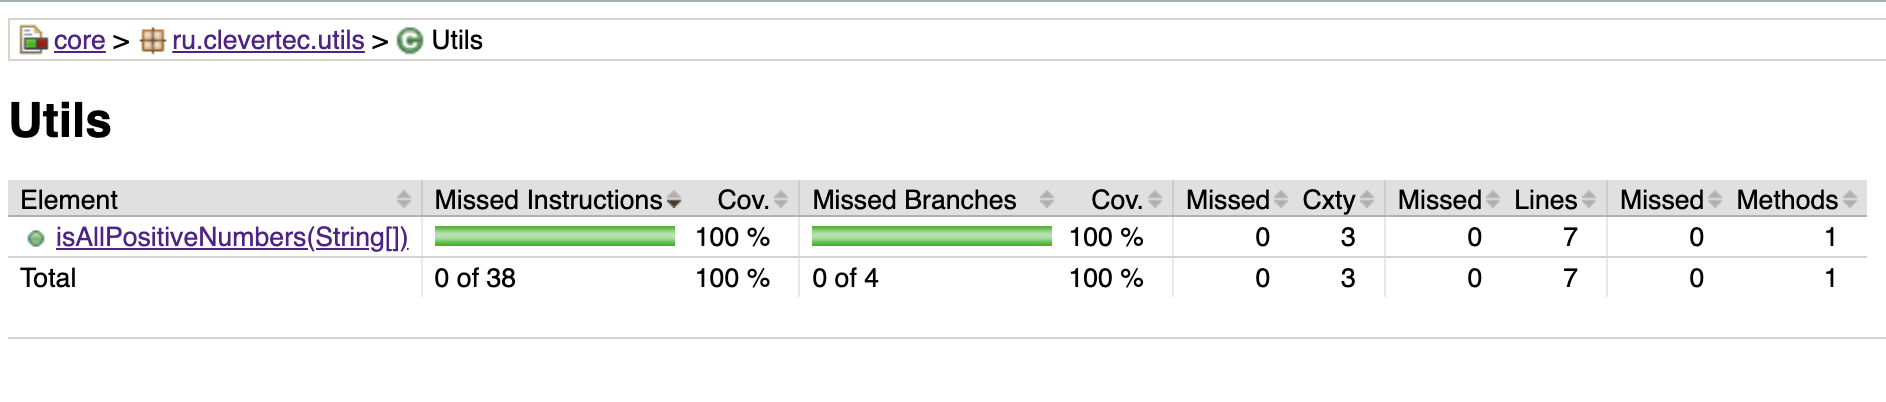 core > ru.clevertec.utils > Utils
Utils
Element Missed Instructions Cov. Missed Branches Cov. Missed Cxty Missed Lines Missed Methods
isAllPositiveNumbers(String[]) 100 % 100 % 0 3 0 7 0 1
Total 0 of 38 100 % 0 of 4 100 % 0 3 0 7 0 1